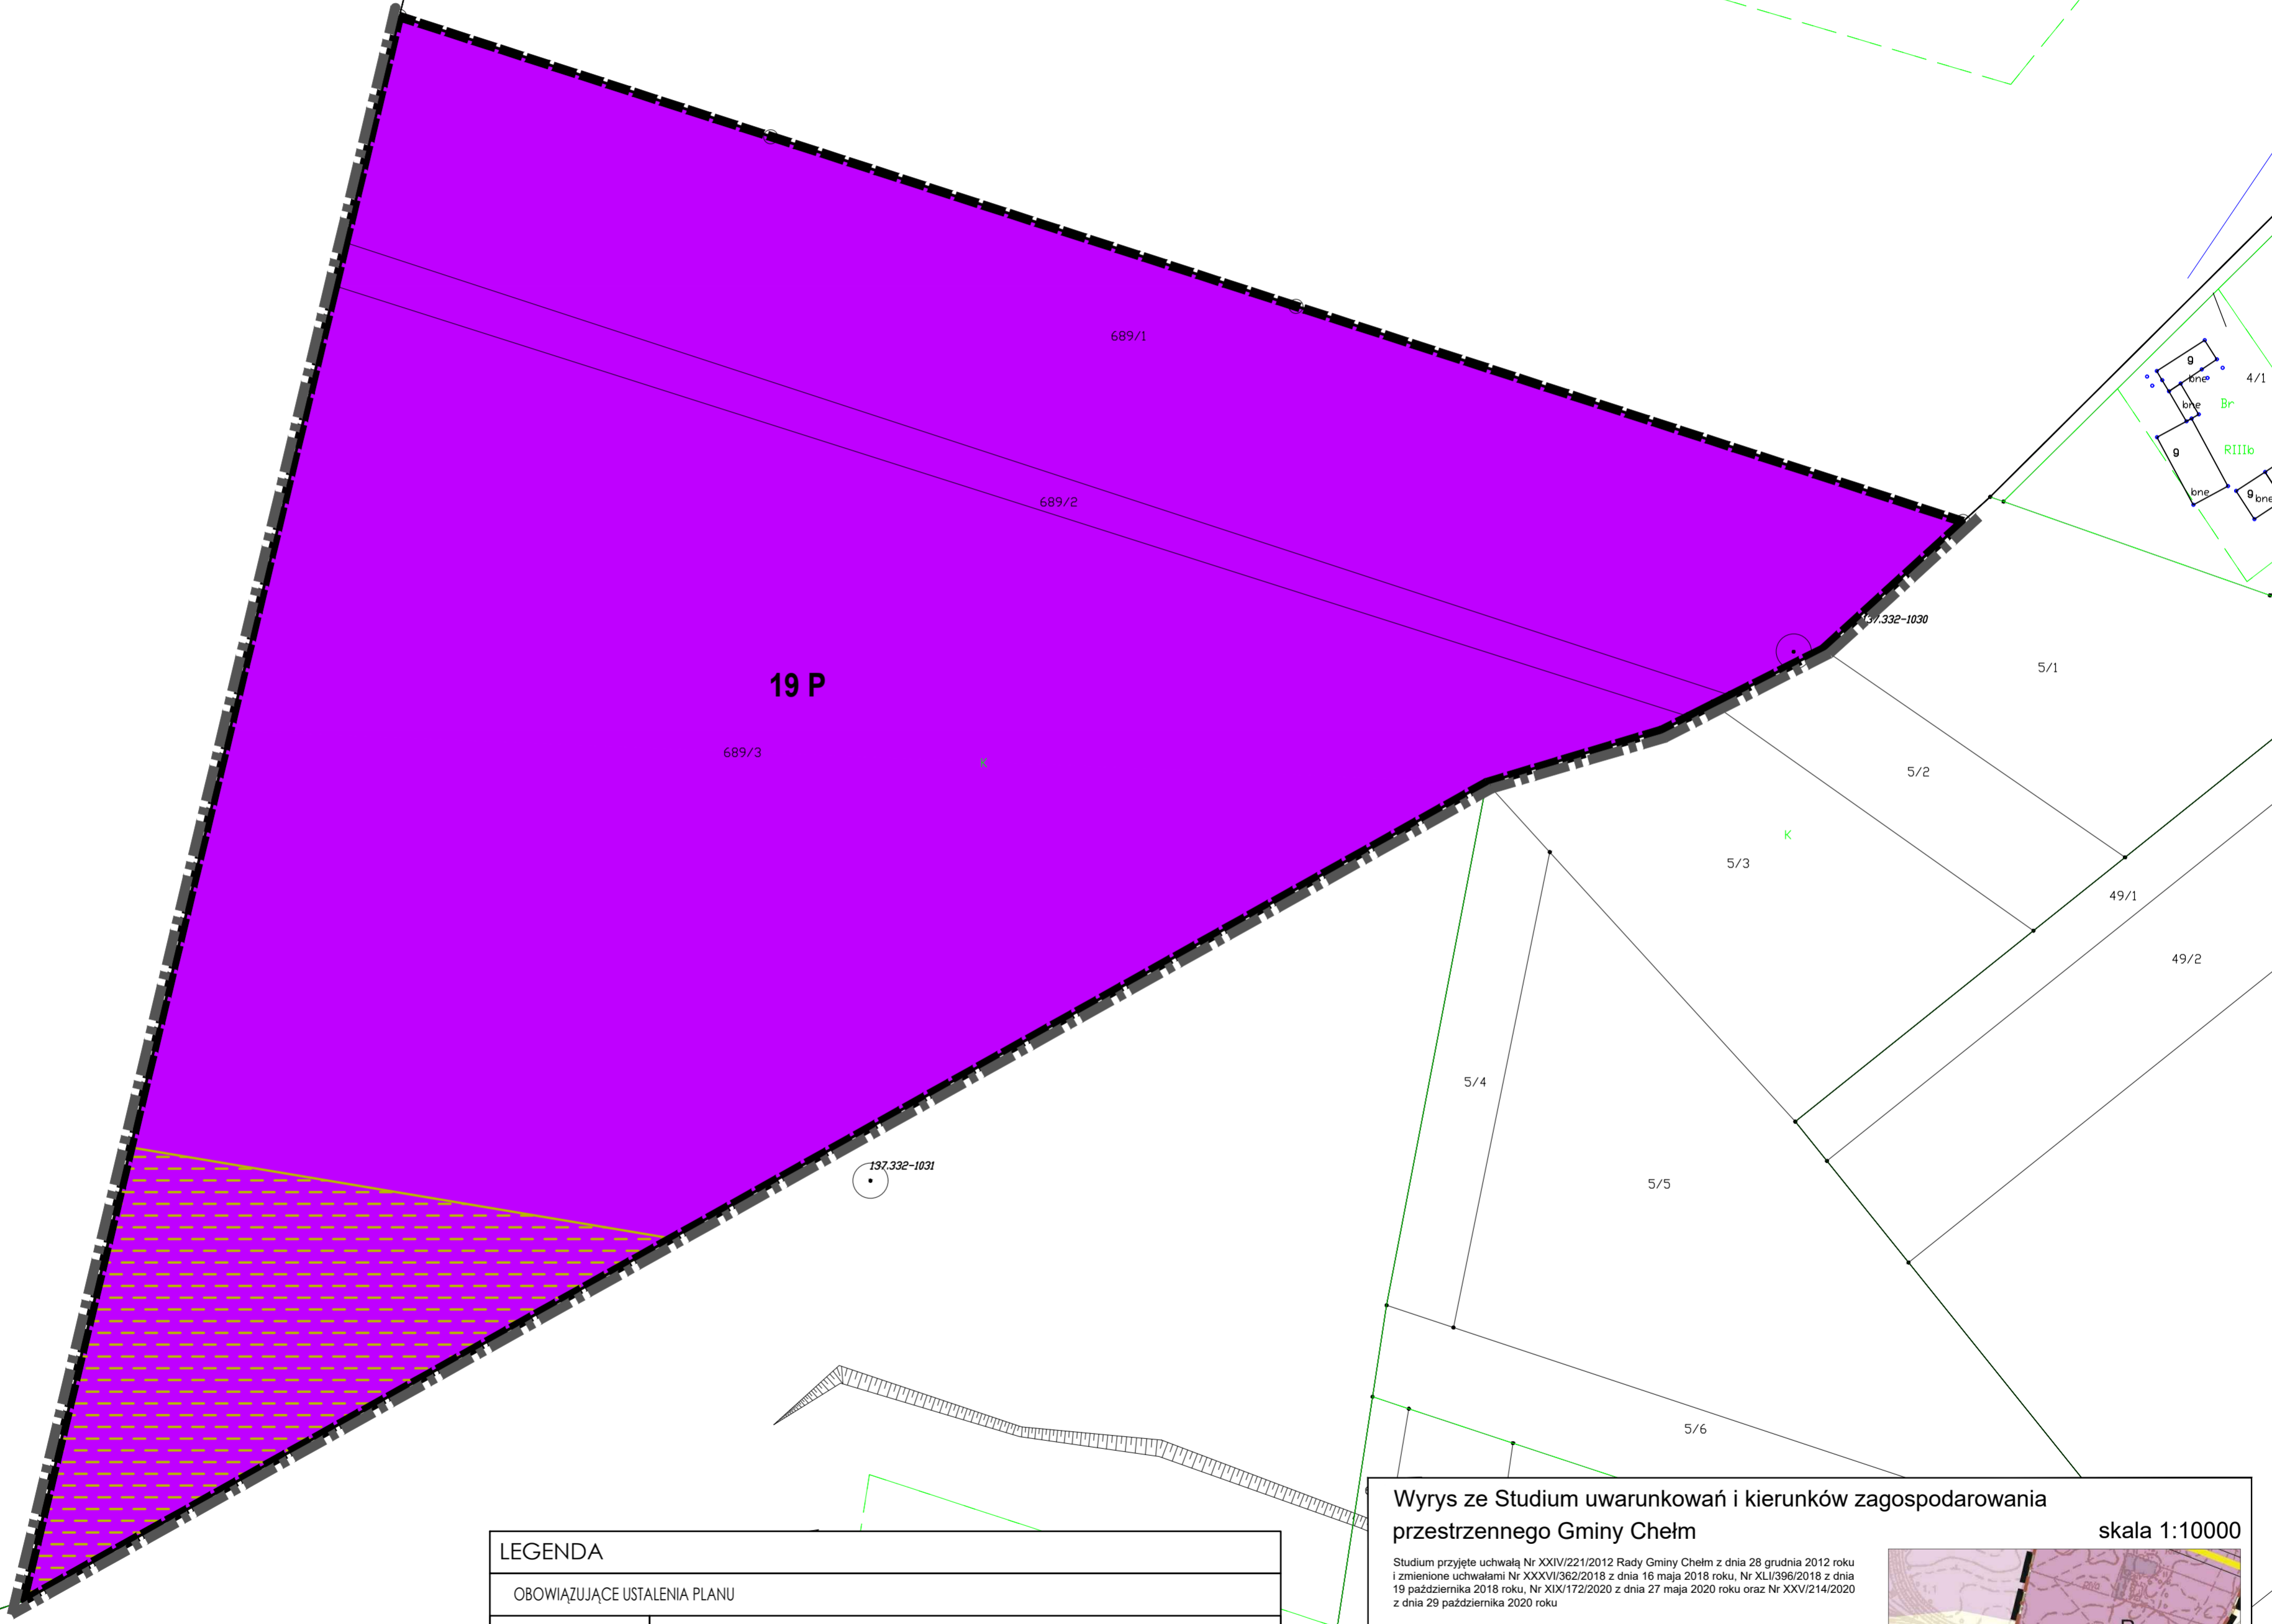 689/1
g
bne
4/1
bne
Br
g
RIIIb
bne
g
bne
689/2
37.332-1030
5/1
19 P
689/3
K
5/2
K
5/3
49/1
49/2
5/4
137.332-1031
5/5
5/6
LEGENDA
OBOWIĄZUJĄCE USTALENIA PLANU
Wyrys ze Studium uwarunkowań i kierunków zagospodarowania
przestrzennego Gminy Chełm
skala 1:10000
Studium przyjęte uchwałą Nr XXIV/221/2012 Rady Gminy Chełm z dnia 28 grudnia 2012 roku
i zmienione uchwałami Nr XXXVI/362/2018 z dnia 16 maja 2018 roku, Nr XLI/396/2018 z dnia
19 października 2018 roku, Nr XIX/172/2020 z dnia 27 maja 2020 roku oraz Nr XXV/214/2020
z dnia 29 października 2020 roku